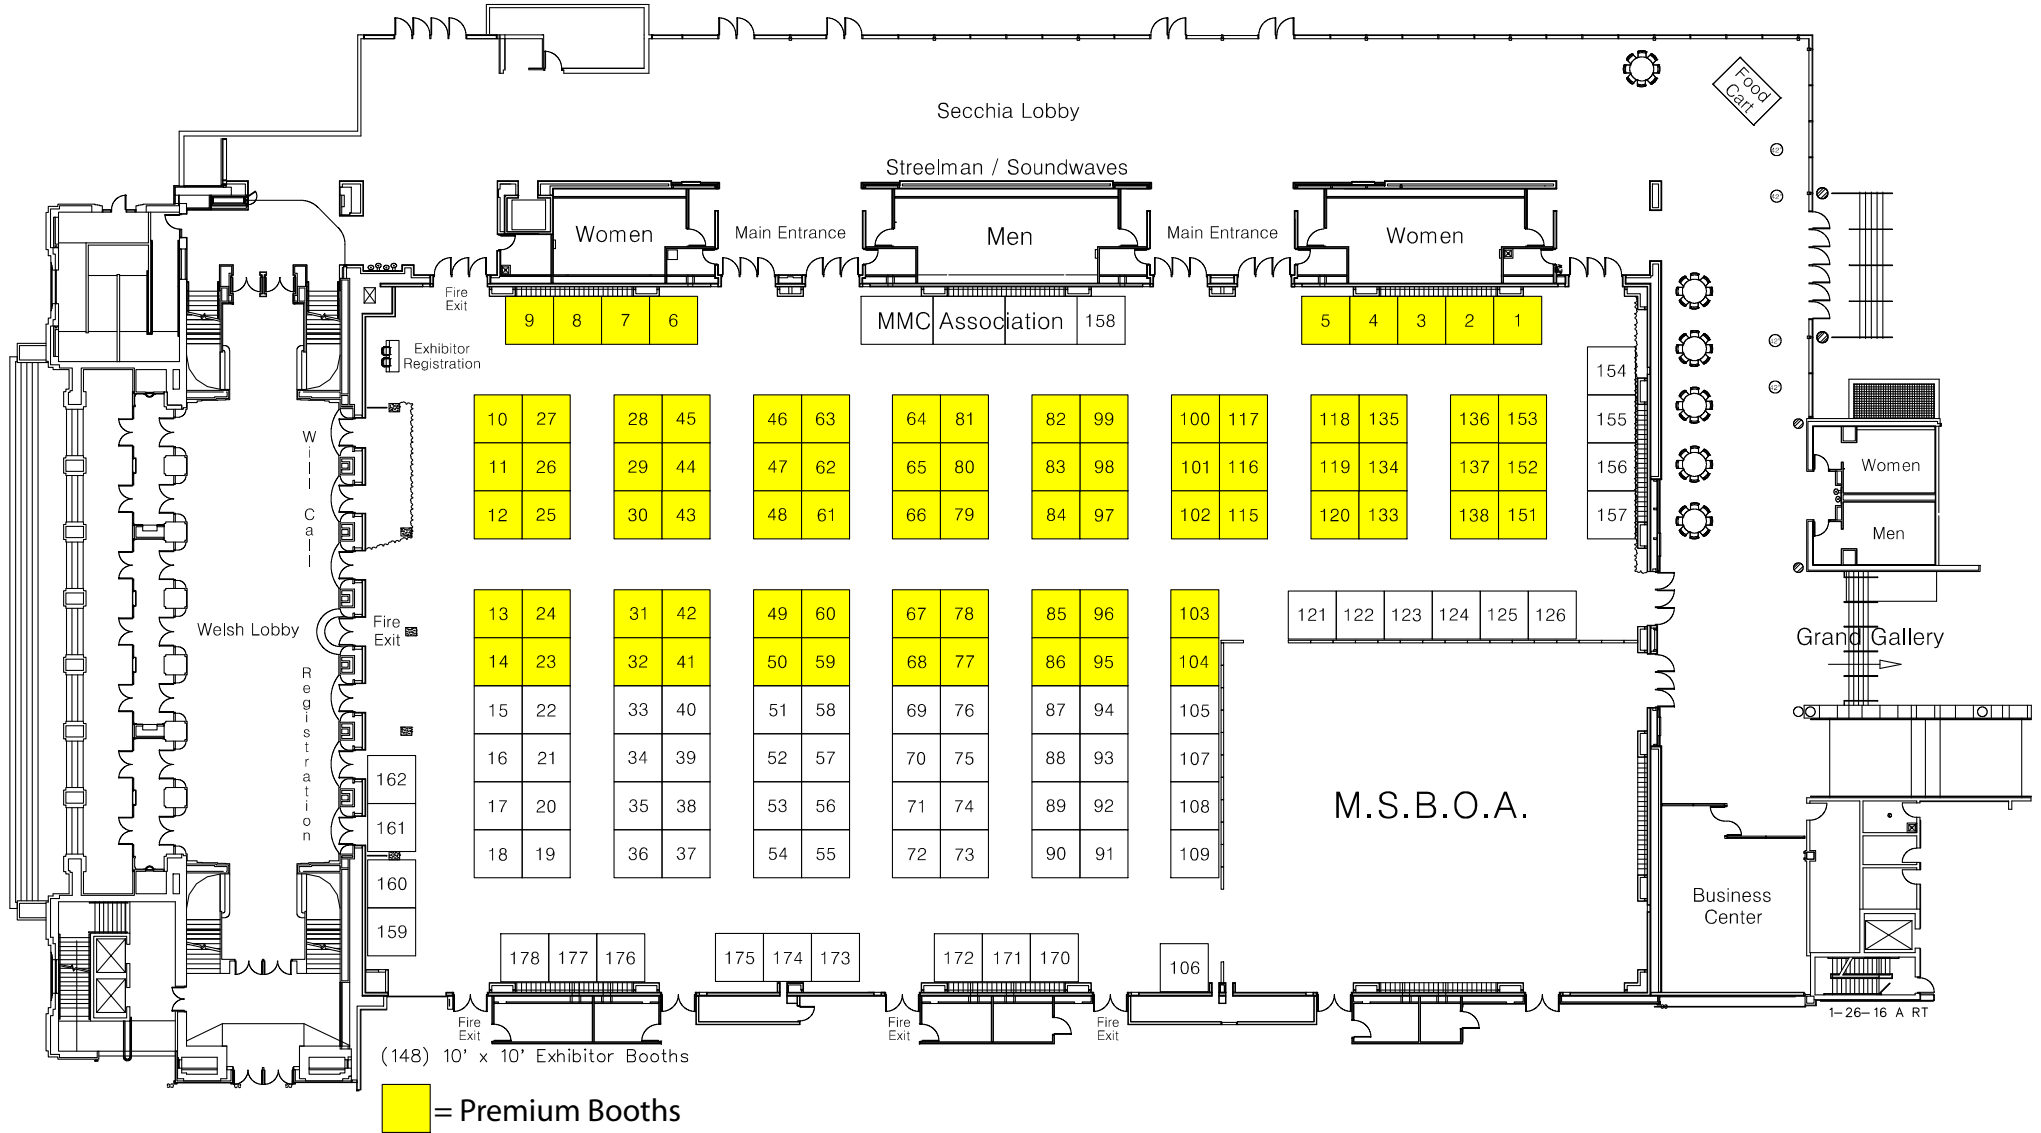 Food
Cart
Secchia Lobby
Streelman / Soundwaves
Women
Main Entrance
Men
Main Entrance
Women
Fire
Exit
9 8 7 6
MMC Association 158
5 4 3 2 1
Exhibitor
Registration
154
155
156
157
10 27 28 45 46 63 64 81 82 99 100 117 118 135 136 153
11 26 29 44 47 62 65 80 83 98 101 116 119 134 137 152
12 25 30 43 48 61 66 79 84 97 102 115 120 133 138 151
Women
Men
Will Call
Registration
Welsh Lobby
Fire
Exit
13 24 31 42 49 60 67 78 85 96 103
121 122 123 124 125 126
14 23 32 41 50 59 68 77 86 95 104
Grand Gallery
15 22 33 40 51 58 69 76 87 94 105
16 21 34 39 52 57 70 75 88 93 107
17 20 35 38 53 56 71 74 89 92 108
18 19 36 37 54 55 72 73 90 91 109
162
161
160
159
M.S.B.O.A.
Business
Center
178 177 176
175 174 173
172 171 170
106
Fire
Exit
Fire
Exit
Fire
Exit
1-26-16 A RT
(148) 10' x 10' Exhibitor Booths
= Premium Booths